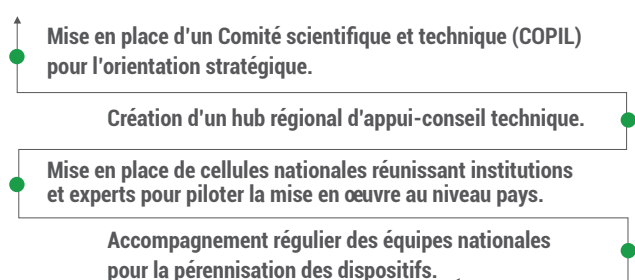 Mise en place d'un Comité scientifique et technique (COPIL)
pour l'orientation stratégique.
Création d'un hub régional d'appui-conseil technique.
Mise en place de cellules nationales réunissant institutions
et experts pour piloter la mise en œuvre au niveau pays.
Accompagnement régulier des équipes nationales
pour la pérennisation des dispositifs.